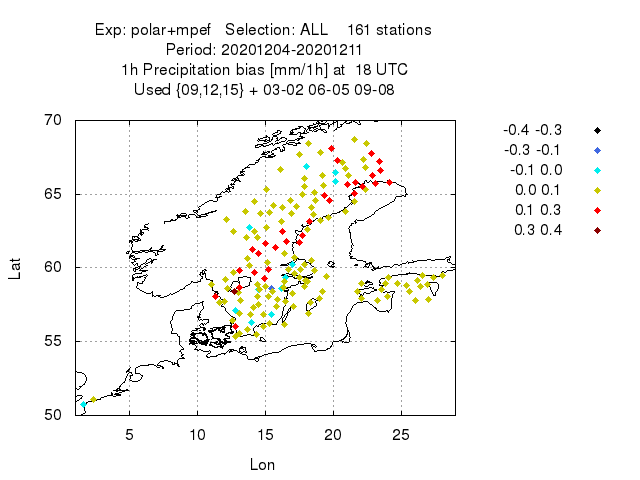 Exp: polar+mpef   Selection: ALL    161 stations
Period: 20201204-20201211
1h Precipitation bias [mm/1h] at  18 UTC
Used {09,12,15} + 03-02 06-05 09-08
70
65
60
55
50
Lat
5 10 15 20 25
Lon
-0.4 -0.3
-0.3 -0.1
-0.1 0.0
0.0 0.1
0.1 0.3
0.3 0.4